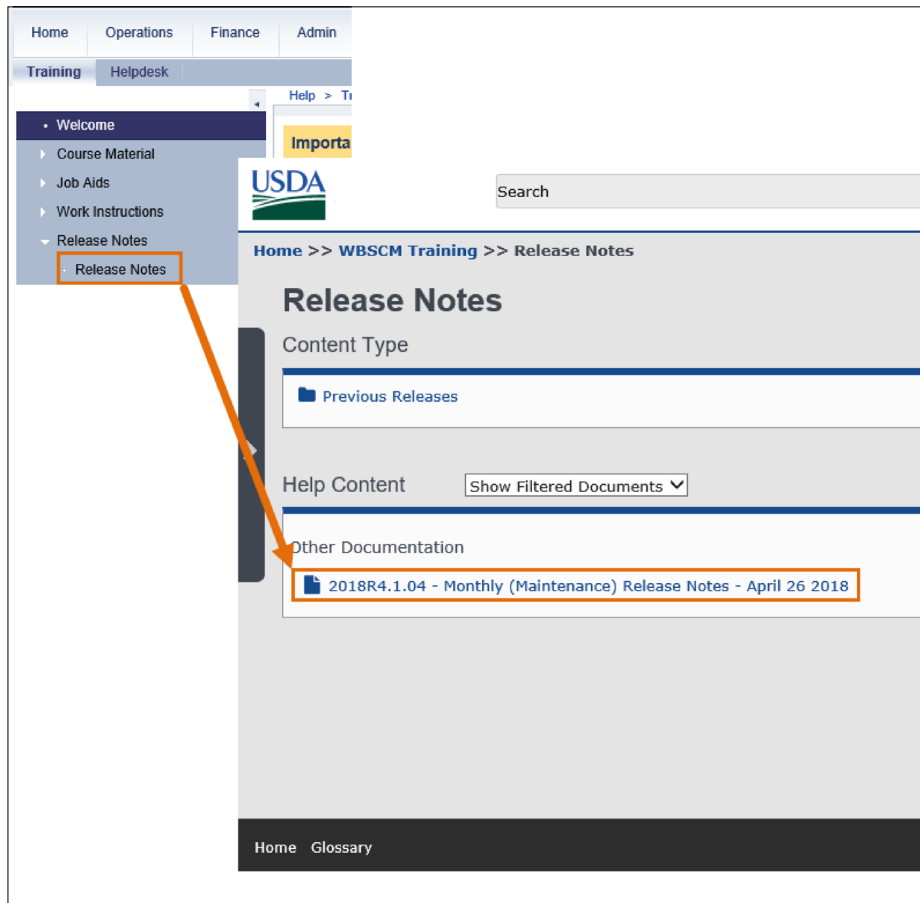 Home Operations Finance Admin
Training Helpdesk
Help > Tr
Importa
• Welcome
Course Material
Job Aids
Work Instructions
Release Notes
Release Notes
USDA
Search
Home >> WBSCM Training >> Release Notes
Release Notes
Content Type
Previous Releases
Help Content Show Filtered Documents
Other Documentation
2018R4.1.04 - Monthly (Maintenance) Release Notes - April 26 2018
Home Glossary